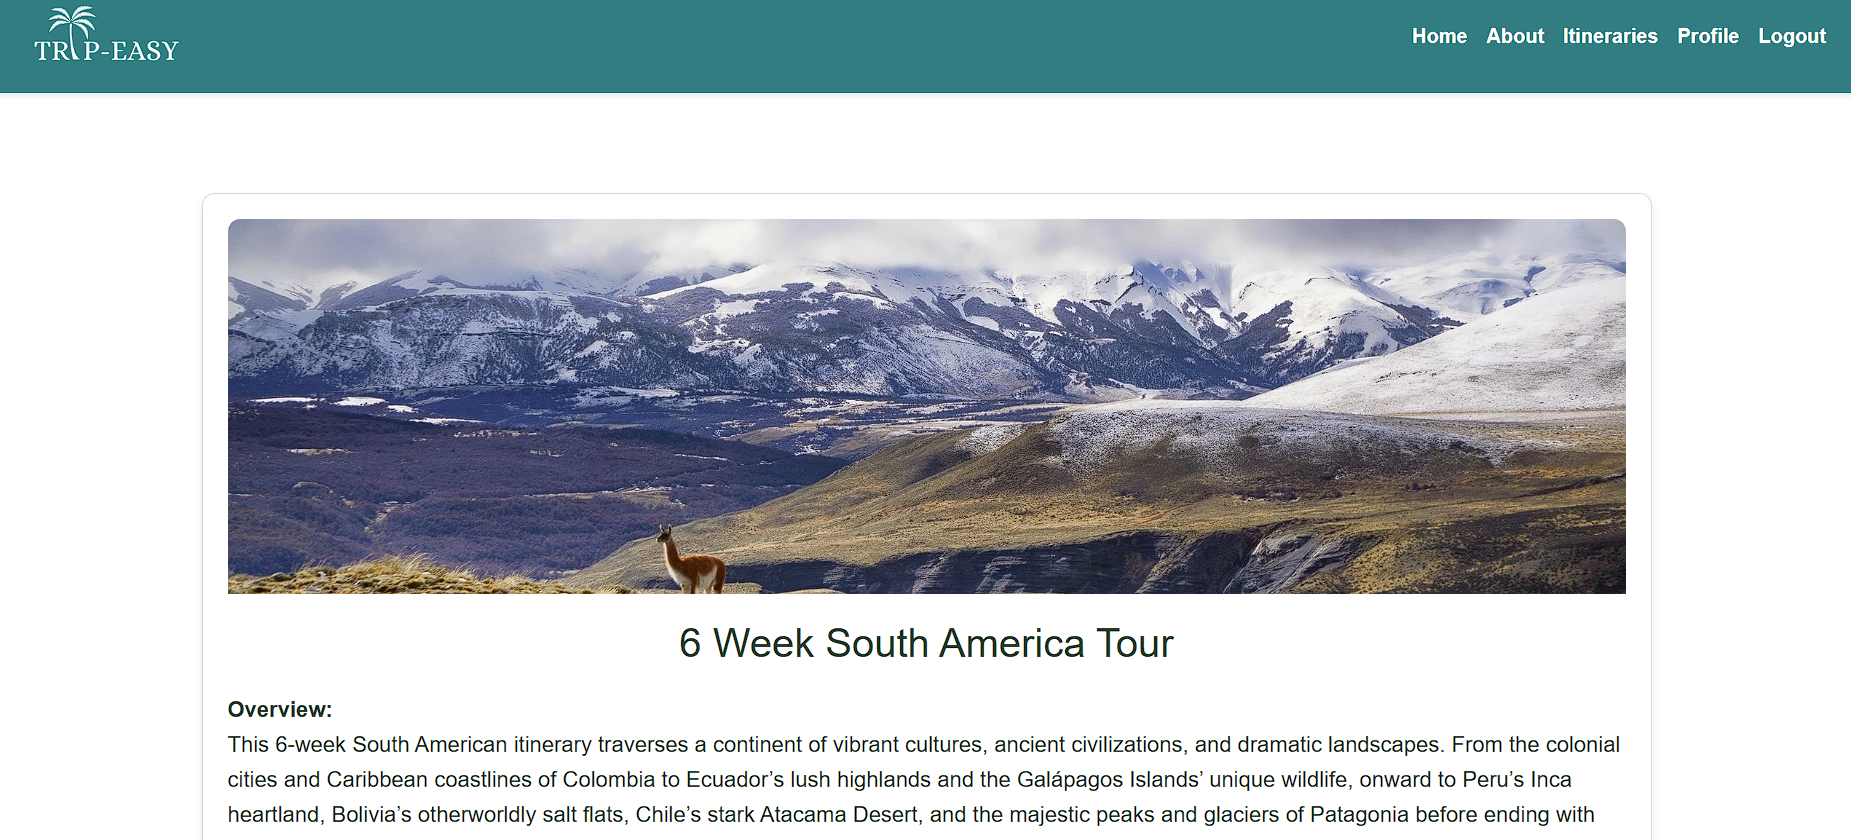 TRIP-EASY
Home About Itineraries Profile Logout
6 Week South America Tour
Overview:
This 6-week South American itinerary traverses a continent of vibrant cultures, ancient civilizations, and dramatic landscapes. From the colonial
cities and Caribbean coastlines of Colombia to Ecuador’s lush highlands and the Galápagos Islands’ unique wildlife, onward to Peru’s Inca
heartland, Bolivia’s otherworldly salt flats, Chile’s stark Atacama Desert, and the majestic peaks and glaciers of Patagonia before ending with